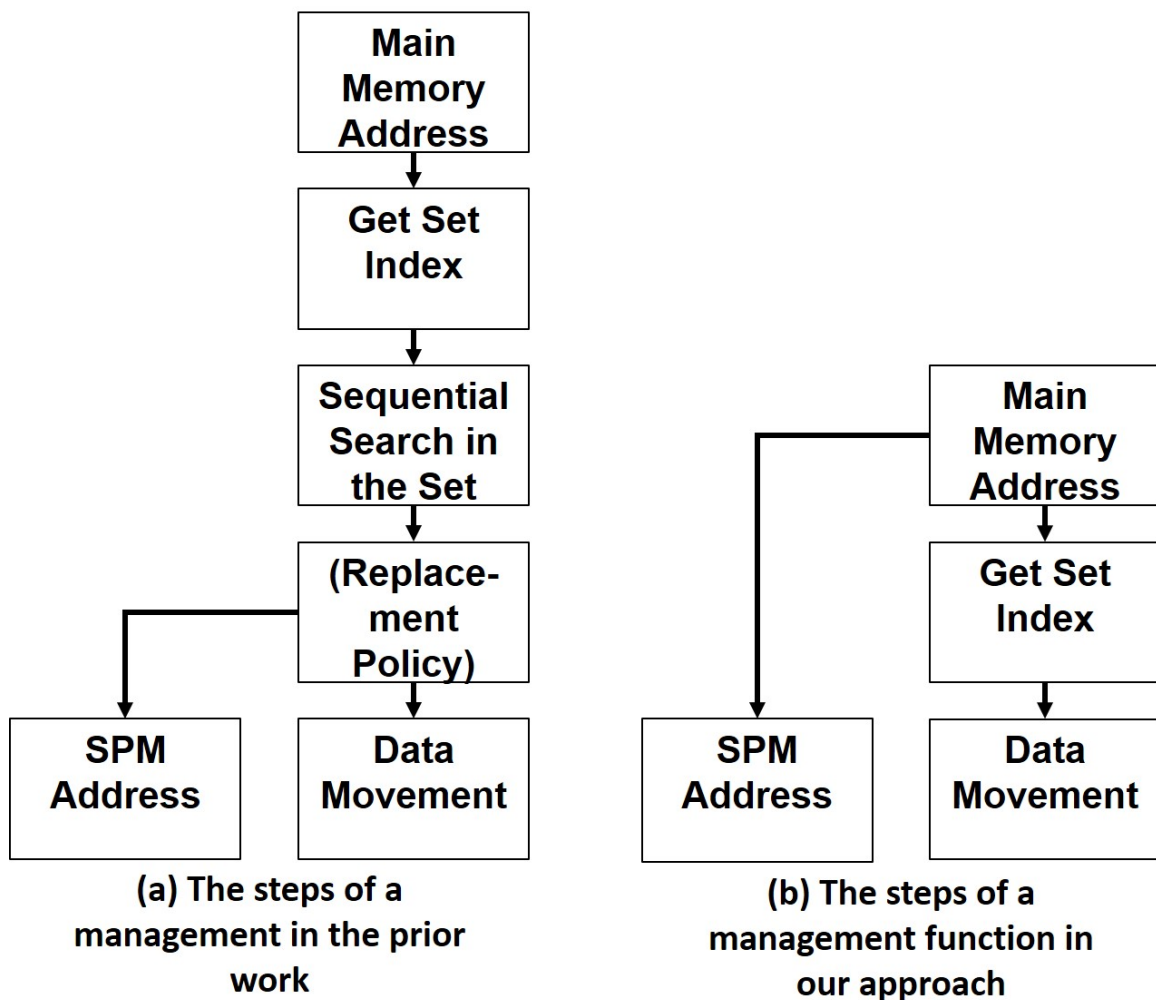 Main
Memory
Address
Get Set
Index
Sequential
Search in
the Set
(Replace-
ment
Policy)
SPM
Address
Data
Movement
(a) The steps of a
management in the prior
work
Main
Memory
Address
Get Set
Index
SPM
Address
Data
Movement
(b) The steps of a
management function in
our approach